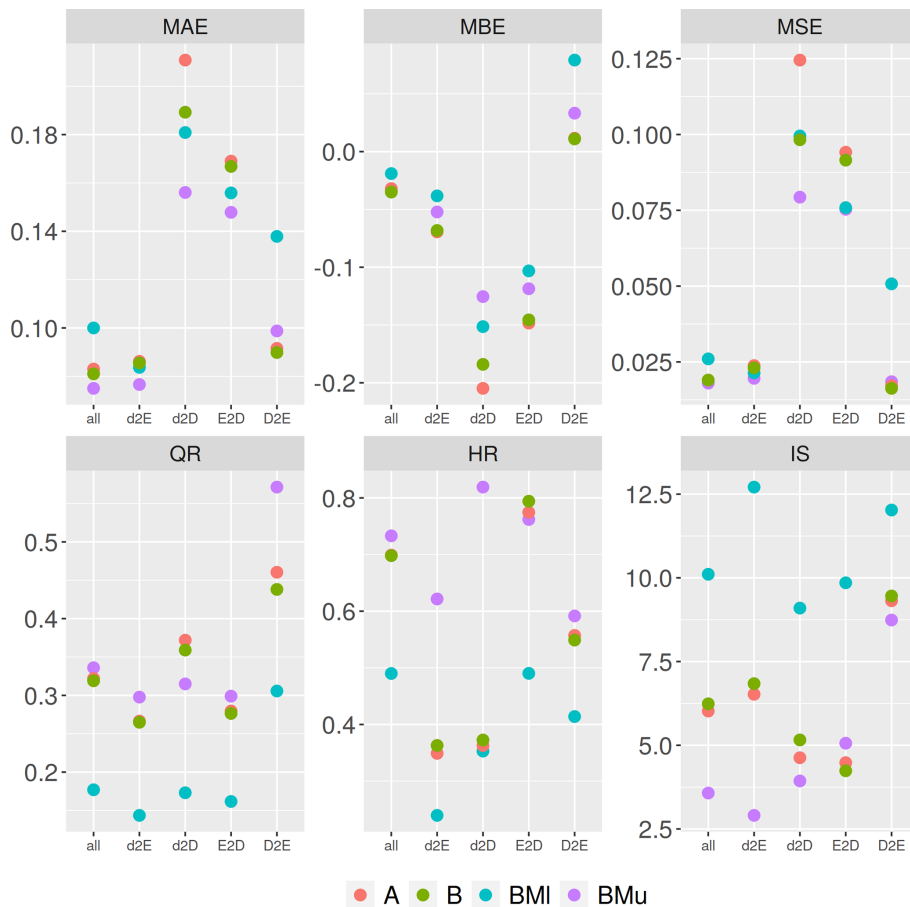 MAE MBE MSE
0.18
0.14
0.10
0.0
-0.1
-0.2
0.125
0.100
0.075
0.050
0.025
all d2E d2D E2D D2E
all d2E d2D E2D D2E
all d2E d2D E2D D2E
QR HR IS
0.5
0.4
0.3
0.2
0.8
0.6
0.4
12.5
10.0
7.5
5.0
2.5
all d2E d2D E2D D2E
all d2E d2D E2D D2E
all d2E d2D E2D D2E
A B BMl BMu